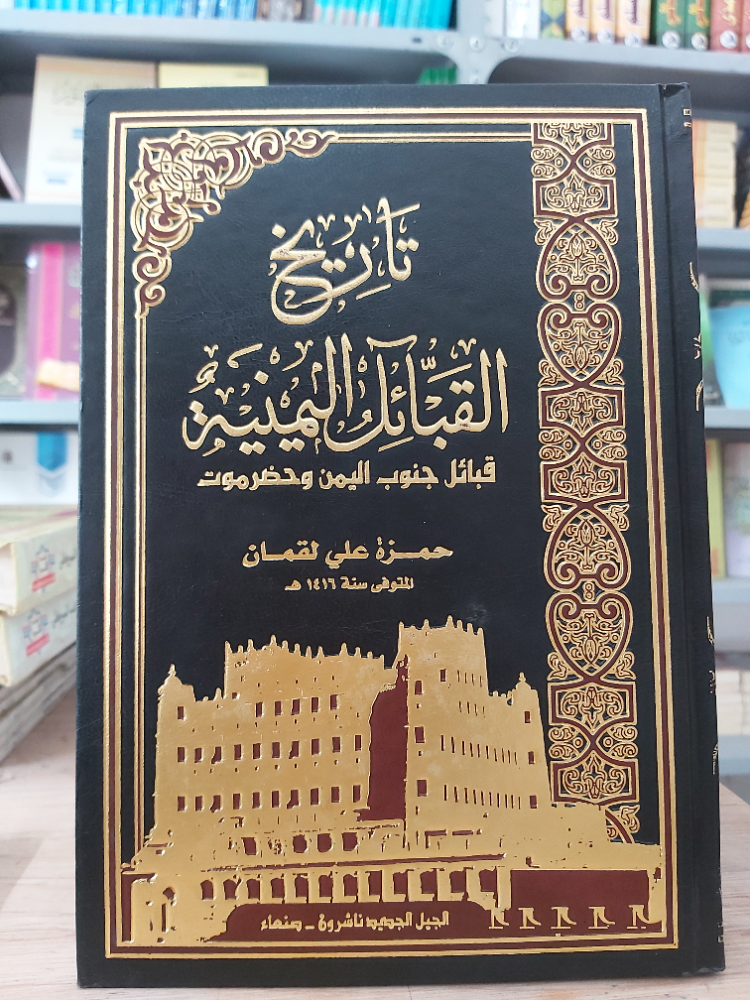 تاريخ
القبائل اليمنية
قبائل جنوب اليمن وحضرموت
حمزة علي لقمان
المتوفى سنة ١٤١٦ هـ
الجيل الجديد ناشرون - صنعاء